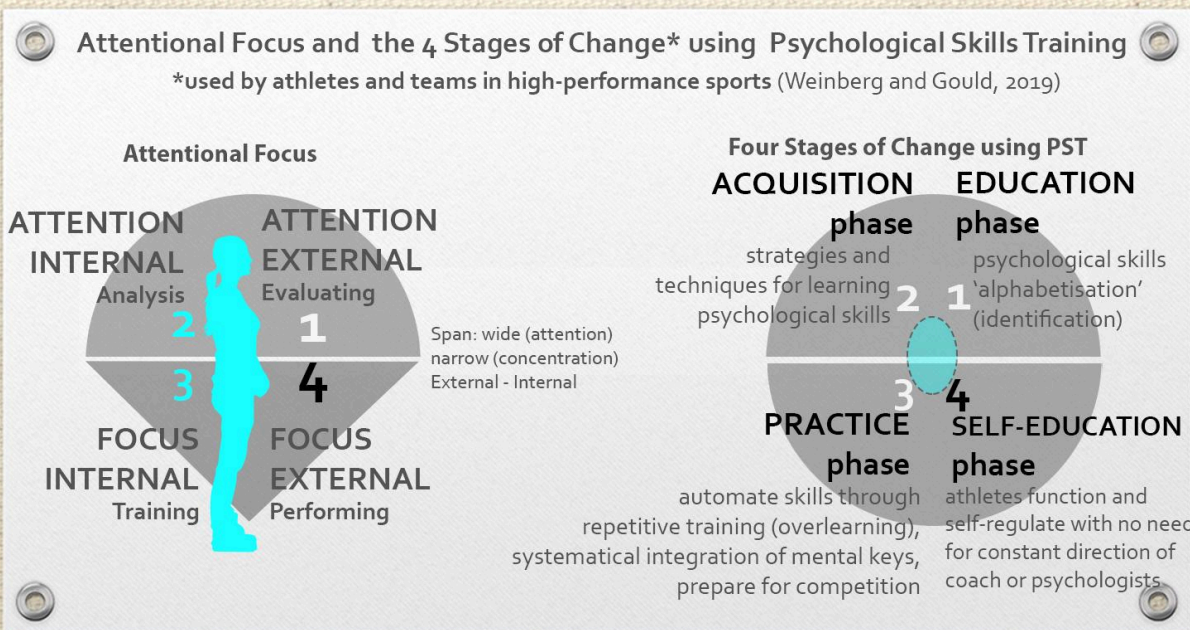 Attentional Focus and the 4 Stages of Change* using Psychological Skills Training
*used by athletes and teams in high-performance sports (Weinberg and Gould, 2019)
Attentional Focus
ATTENTION
INTERNAL
Analysis
2
ATTENTION
EXTERNAL
Evaluating
1
3
FOCUS
INTERNAL
Training
4
FOCUS
EXTERNAL
Performing
Span: wide (attention)
narrow (concentration)
External - Internal
Four Stages of Change using PST
ACQUISITION
phase
strategies and
techniques for learning
psychological skills
2
EDUCATION
phase
psychological skills
1
‘alphabetisation’
(identification)
3
PRACTICE
phase
automate skills through
repetitive training (overlearning),
systematical integration of mental keys,
prepare for competition
4
SELF-EDUCATION
phase
athletes function and
self-regulate with no need
for constant direction of
coach or psychologists.